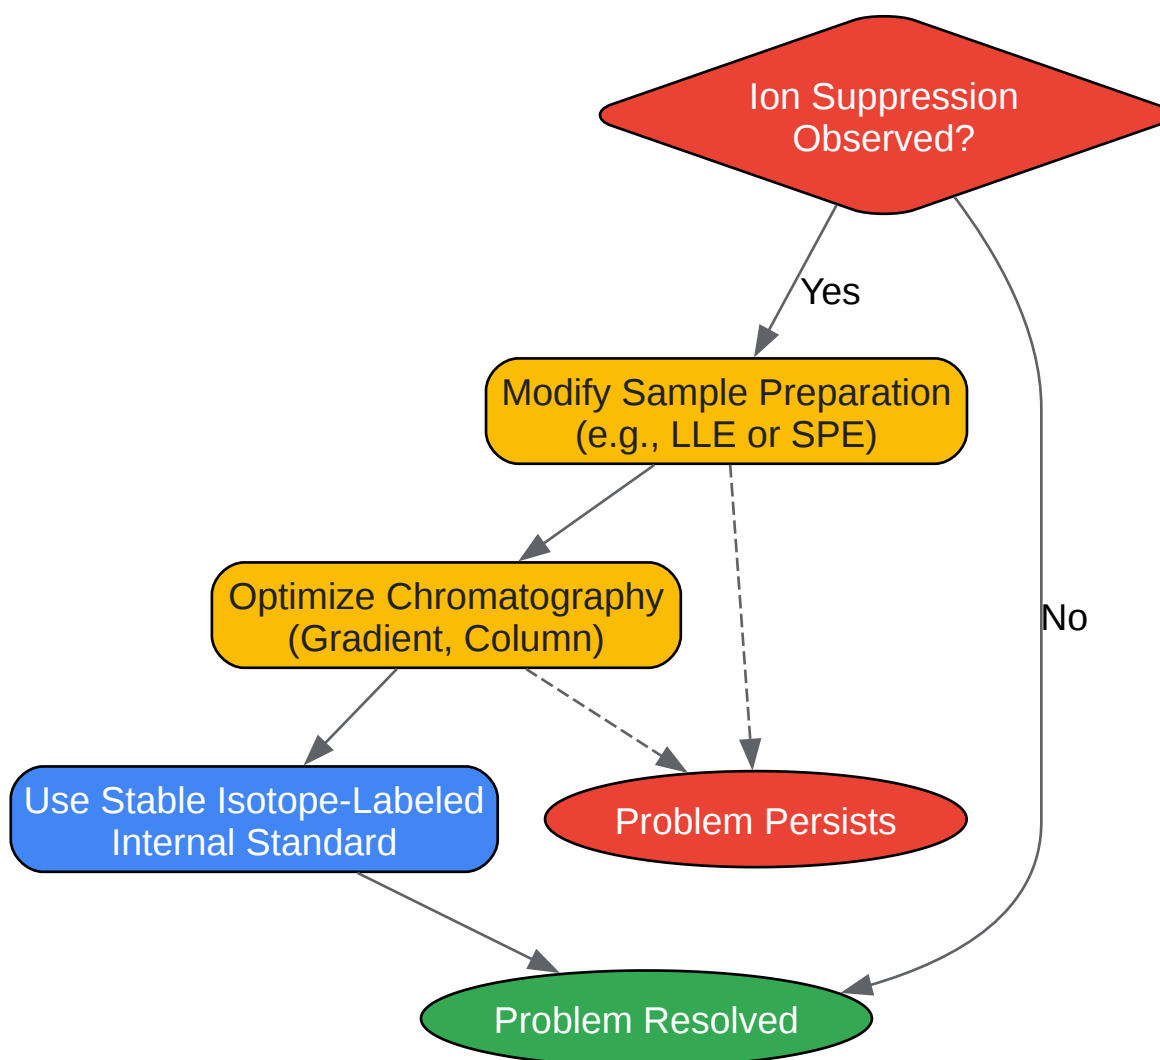 Ion Suppression
Observed?
Yes
Modify Sample Preparation
(e.g., LLE or SPE)
Optimize Chromatography
(Gradient, Column)
No
Use Stable Isotope-Labeled
Internal Standard
Problem Persists
Problem Resolved